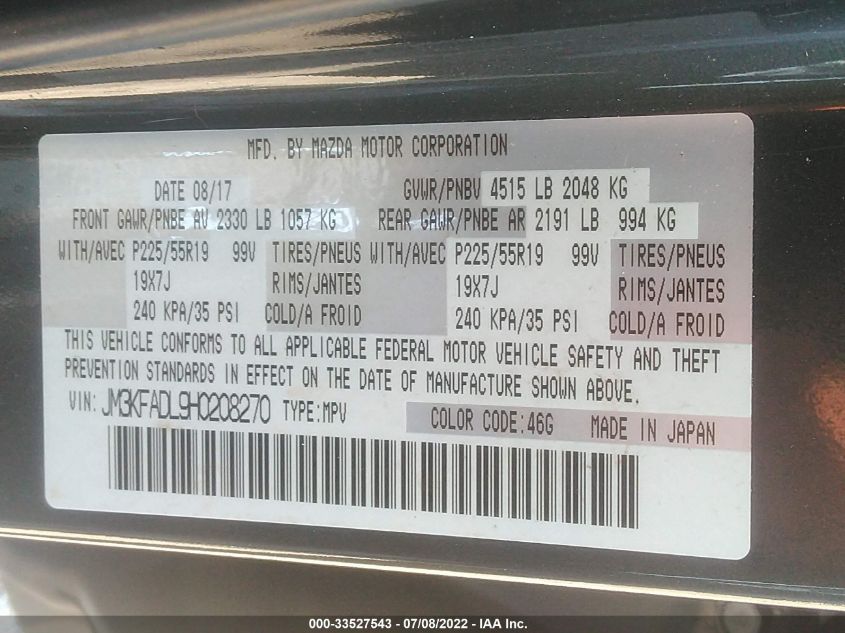 MFD. BY MAZDA MOTOR CORPORATION
DATE 08/17 GVWR/PNBV 4515 LB 2048 KG
FRONT GAWR/PNBE AV 2330 LB 1057 KG REAR GAWR/PNBE AR 2191 LB 994 KG
WITH/AVEC P225/55R19 99V TIRES/PNEUS WITH/AVEC P225/55R19 99V TIRES/PNEUS
19X7J RIMS/JANTES 19X7J RIMS/JANTES
240 KPA/35 PSI COLD/A FROID 240 KPA/35 PSI COLD/A FROID
THIS VEHICLE CONFORMS TO ALL APPLICABLE FEDERAL MOTOR VEHICLE SAFETY AND THEFT
PREVENTION STANDARDS IN EFFECT ON THE DATE OF MANUFACTURE SHOWN ABOVE.
VIN: JM3KFADL9H0208270 TYPE:MPV COLOR CODE:46G MADE IN JAPAN
000-33527543 - 07/08/2022 - IAA Inc.